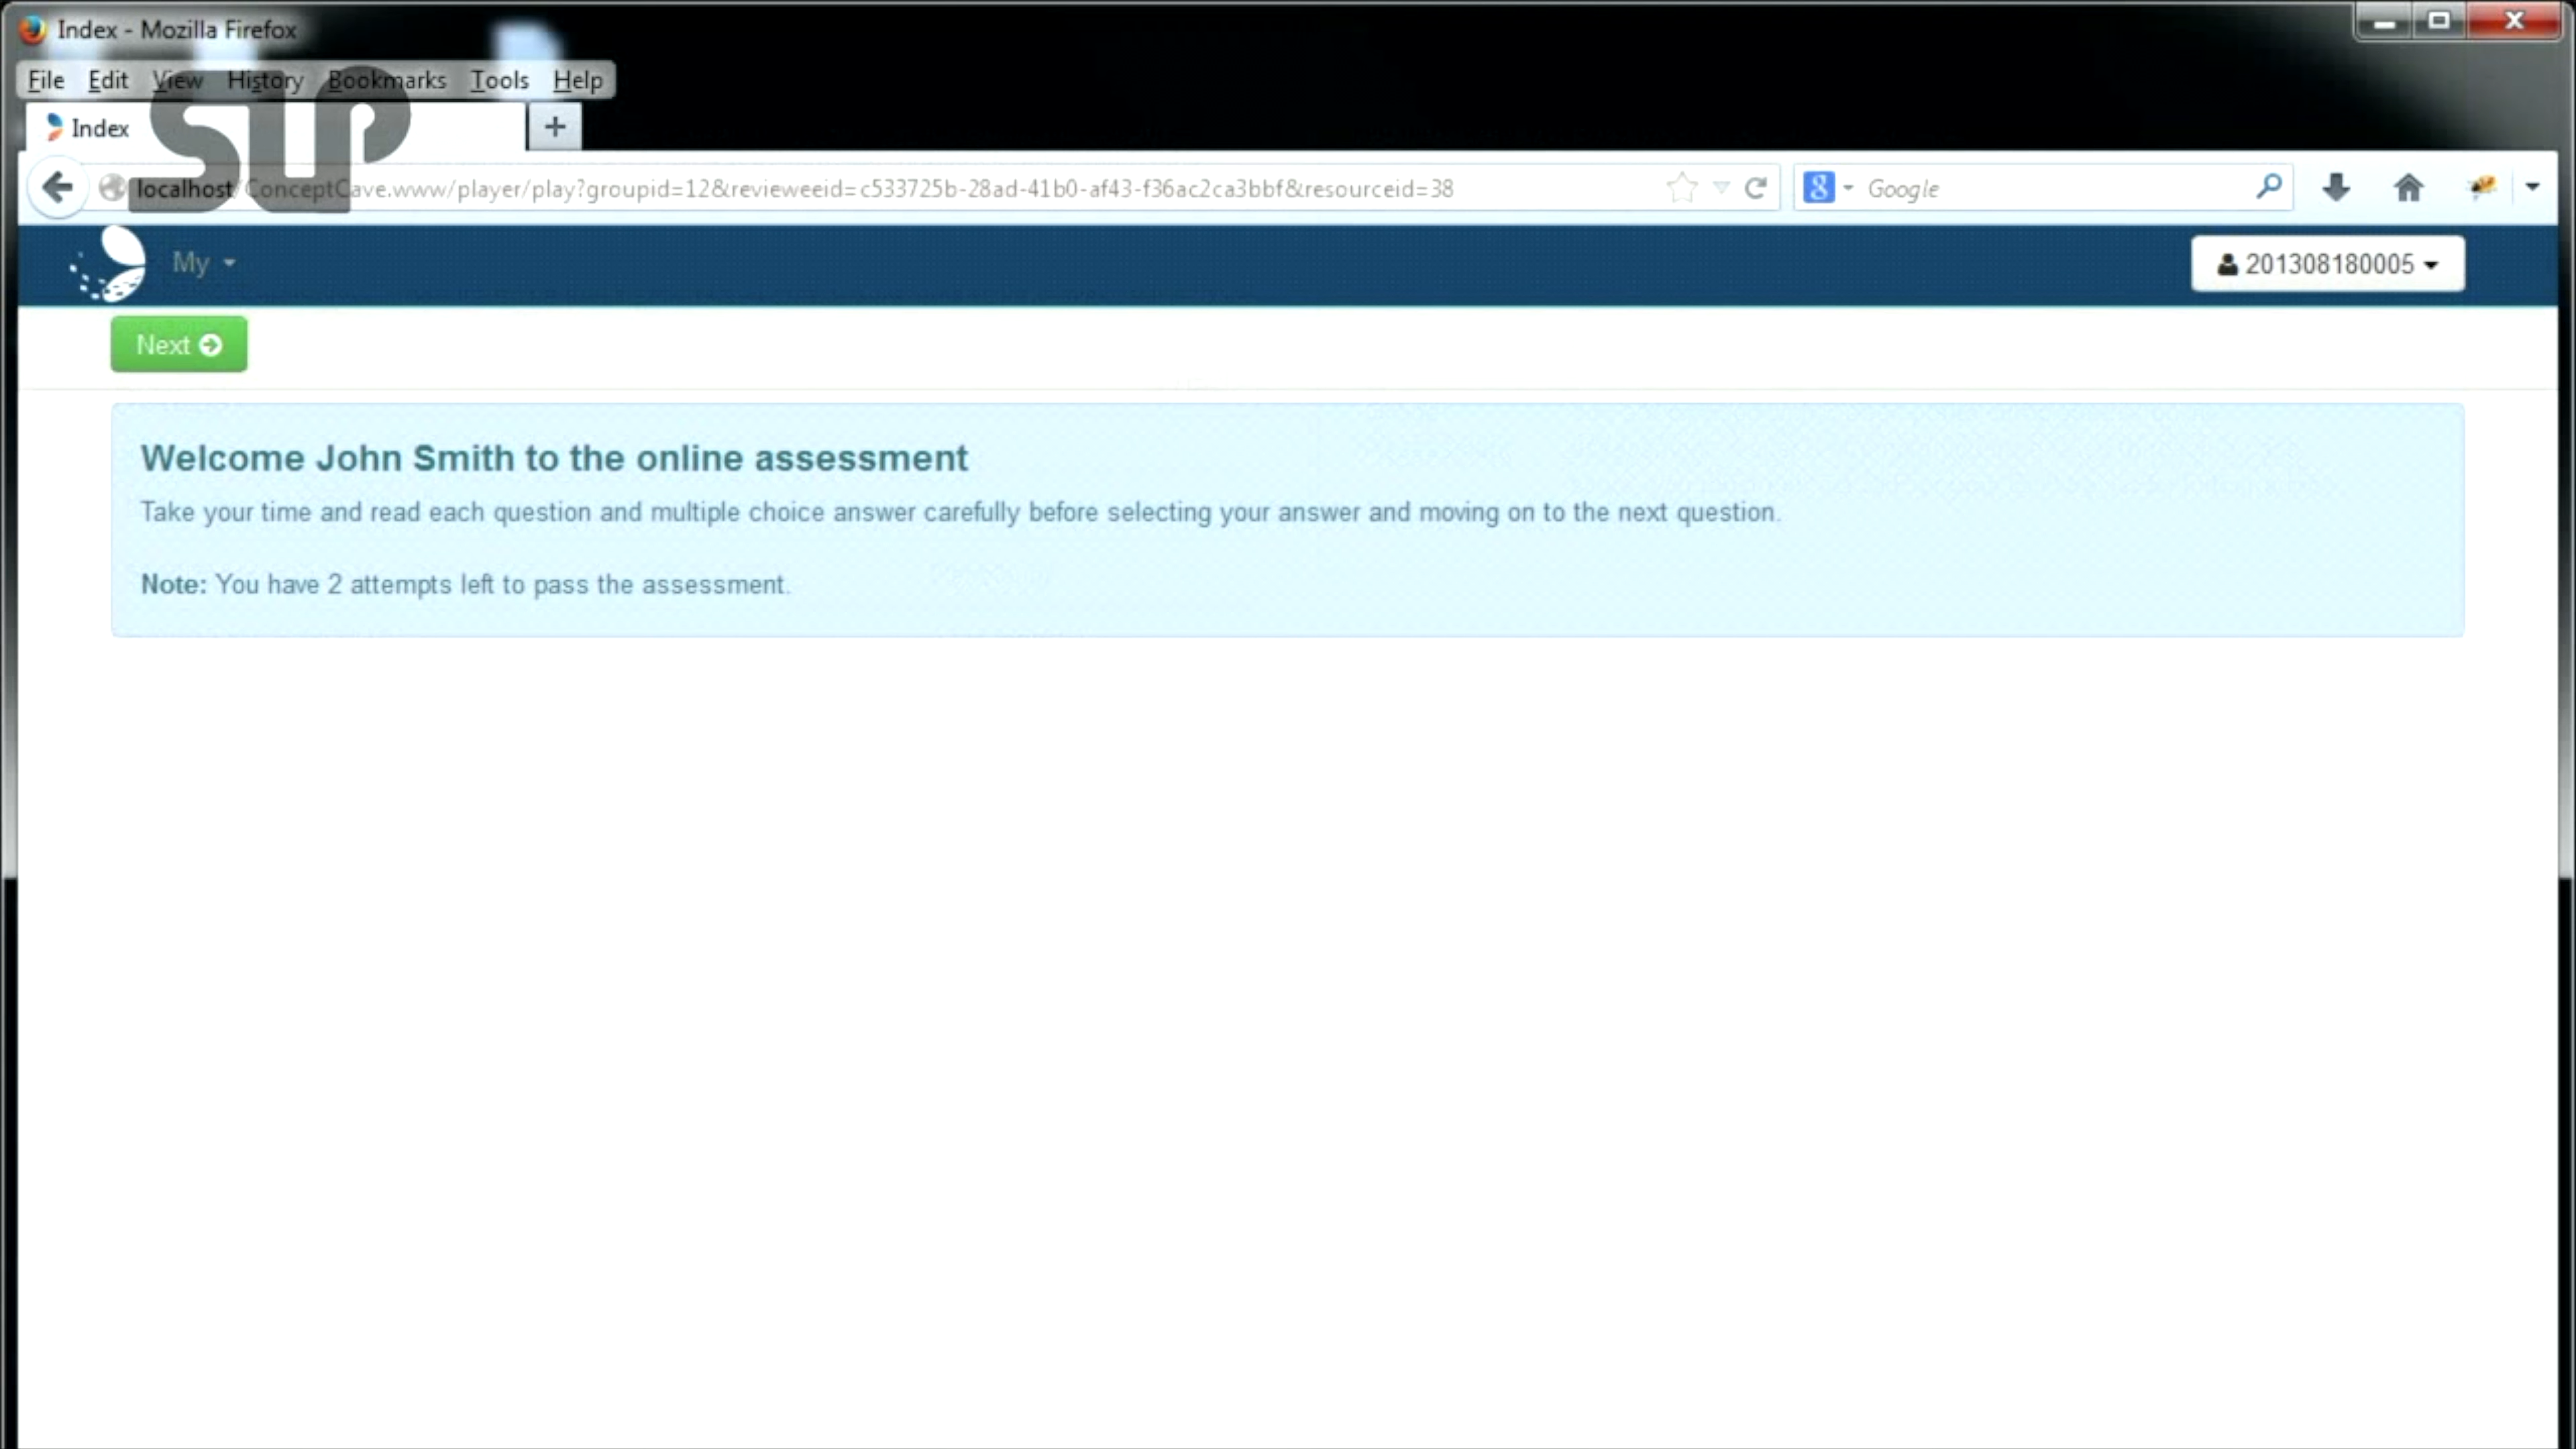 Index - Mozilla Firefox
File Edit View History Bookmarks Tools Help
Index
SLP
localhost/ConceptCave.www/player/play?groupid=12&revieweeid=c533725b-28ad-41b0-af43-f36ac2ca3bbf&resourceid=38
Google
My
201308180005
Next
Welcome John Smith to the online assessment
Take your time and read each question and multiple choice answer carefully before selecting your answer and moving on to the next question.
Note: You have 2 attempts left to pass the assessment.